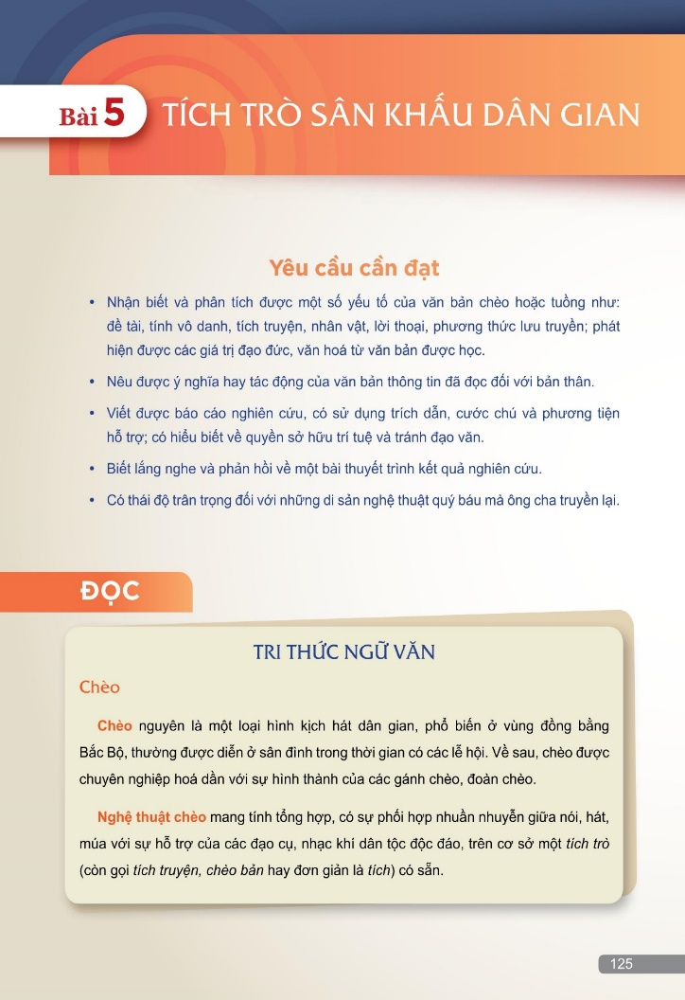 Bài 5
TÍCH TRÒ SÂN KHẤU DÂN GIAN
Yêu cầu cần đạt
• Nhận biết và phân tích được một số yếu tố của văn bản chèo hoặc tuồng như:
đề tài, tính vô danh, tích truyện, nhân vật, lời thoại, phương thức lưu truyền; phát
hiện được các giá trị đạo đức, văn hoá từ văn bản được học.
• Nêu được ý nghĩa hay tác động của văn bản thông tin đã đọc đối với bản thân.
• Viết được báo cáo nghiên cứu, có sử dụng trích dẫn, cước chú và phương tiện
hỗ trợ; có hiểu biết về quyền sở hữu trí tuệ và tránh đạo văn.
• Biết lắng nghe và phản hồi về một bài thuyết trình kết quả nghiên cứu.
• Có thái độ trân trọng đối với những di sản nghệ thuật quý báu mà ông cha truyền lại.
ĐỌC
TRI THỨC NGỮ VĂN
Chèo
Chèo nguyên là một loại hình kịch hát dân gian, phổ biến ở vùng đồng bằng
Bắc Bộ, thường được diễn ở sân đình trong thời gian có các lễ hội. Về sau, chèo được
chuyên nghiệp hoá dần với sự hình thành của các gánh chèo, đoàn chèo.
Nghệ thuật chèo mang tính tổng hợp, có sự phối hợp nhuần nhuyễn giữa nói, hát,
múa với sự hỗ trợ của các đạo cụ, nhạc khí dân tộc độc đáo, trên cơ sở một tích trò
(còn gọi tích truyện, chèo bản hay đơn giản là tích) có sẵn.
125